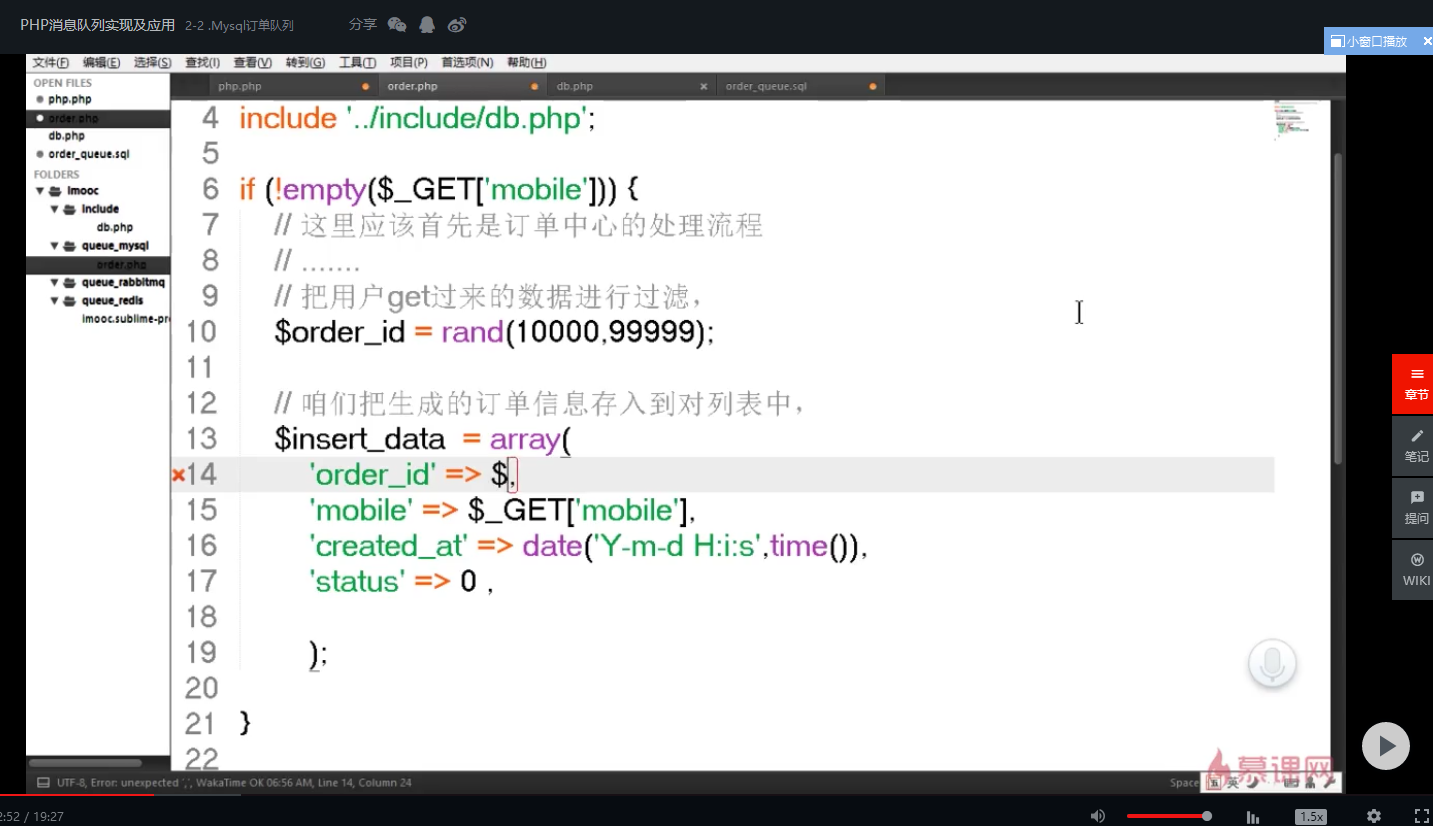 PHP消息队列实现及应用 2-2 .Mysql订单队列 分享
小窗口播放 ×
文件(F) 编辑(E) 选择(S) 查找(I) 查看(V) 转到(G) 工具(T) 项目(P) 首选项(N) 帮助(H)
OPEN FILES
php.php
order.php
db.php
order_queue.sql
FOLDERS
imooc
include
db.php
queue_mysql
order.php
queue_rabbitmq
queue_redis
imooc.sublime-pr
php.php order.php db.php order_queue.sql
4 include '../include/db.php';
5
6 if (!empty($_GET['mobile'])) {
7 // 这里应该首先是订单中心的处理流程
8 // .......
9 // 把用户get过来的数据进行过滤，
10 $order_id = rand(10000,99999);
11
12 // 咱们把生成的订单信息存入到对列表中，
13 $insert_data  = array(
14 'order_id' => $,
15 'mobile' => $_GET['mobile'],
16 'created_at' => date('Y-m-d H:i:s',time()),
17 'status' => 0 ,
18
19 );
20
21 }
22
章节
笔记
提问
WIKI
慕课网
UTF-8, Error: unexpected ',', WakaTime OK 06:56 AM, Line 14, Column 24
Space
英
2:52 / 19:27
1.5x